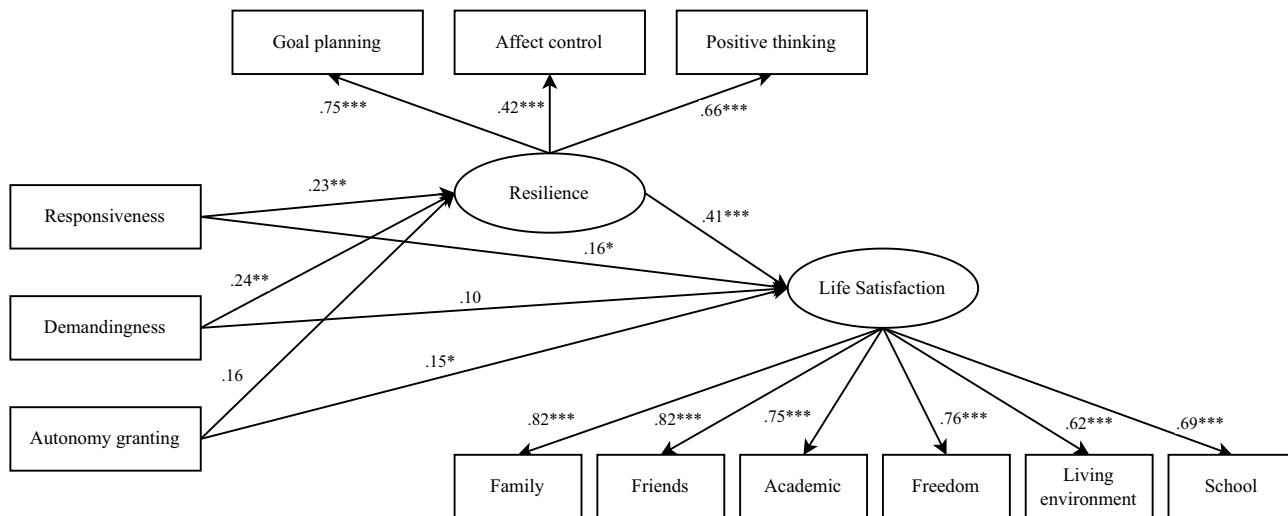 Goal planning
Affect control
Positive thinking
.75***
.42***
.66***
Responsiveness
.23**
Resilience
.41***
.16*
.24**
Demandingness
.10
Life Satisfaction
.16
.15*
Autonomy granting
.82***
.82***
.75***
.76***
.62***
.69***
Family
Friends
Academic
Freedom
Living
environment
School